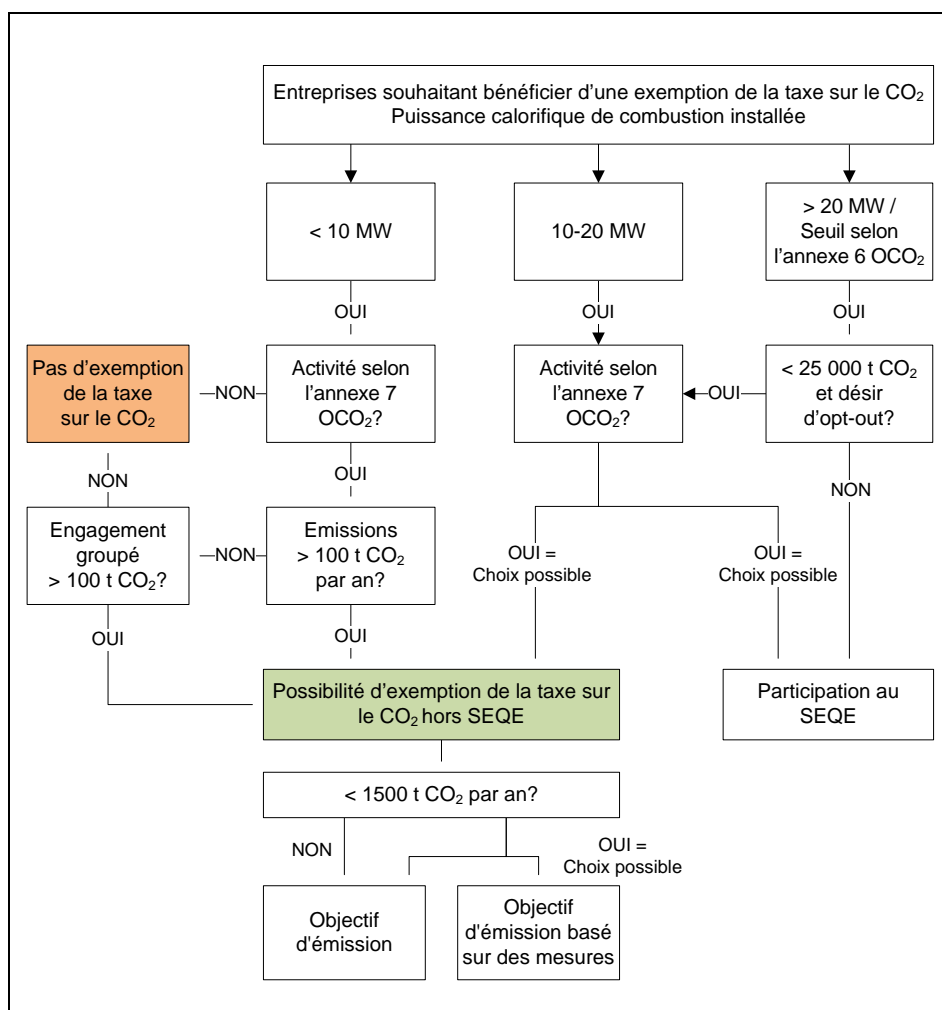 Entreprises souhaitant bénéficier d'une exemption de la taxe sur le CO₂
Puissance calorifique de combustion installée
< 10 MW
10-20 MW
> 20 MW /
Seuil selon
l'annexe 6 OCO₂
OUI
OUI
OUI
Pas d'exemption
de la taxe
sur le CO₂
NON
Activité selon
l'annexe 7
OCO₂?
Activité selon
l'annexe 7
OCO₂?
OUI
< 25 000 t CO₂
et désir
d'opt-out?
NON
OUI
NON
Engagement
groupé
> 100 t CO₂?
NON
Emissions
> 100 t CO₂
par an?
OUI =
Choix possible
OUI =
Choix possible
OUI
OUI
Possibilité d'exemption de la taxe sur
le CO₂ hors SEQE
Participation au
SEQE
< 1500 t CO₂ par an?
NON
OUI =
Choix possible
Objectif
d'émission
Objectif
d'émission basé
sur des mesures